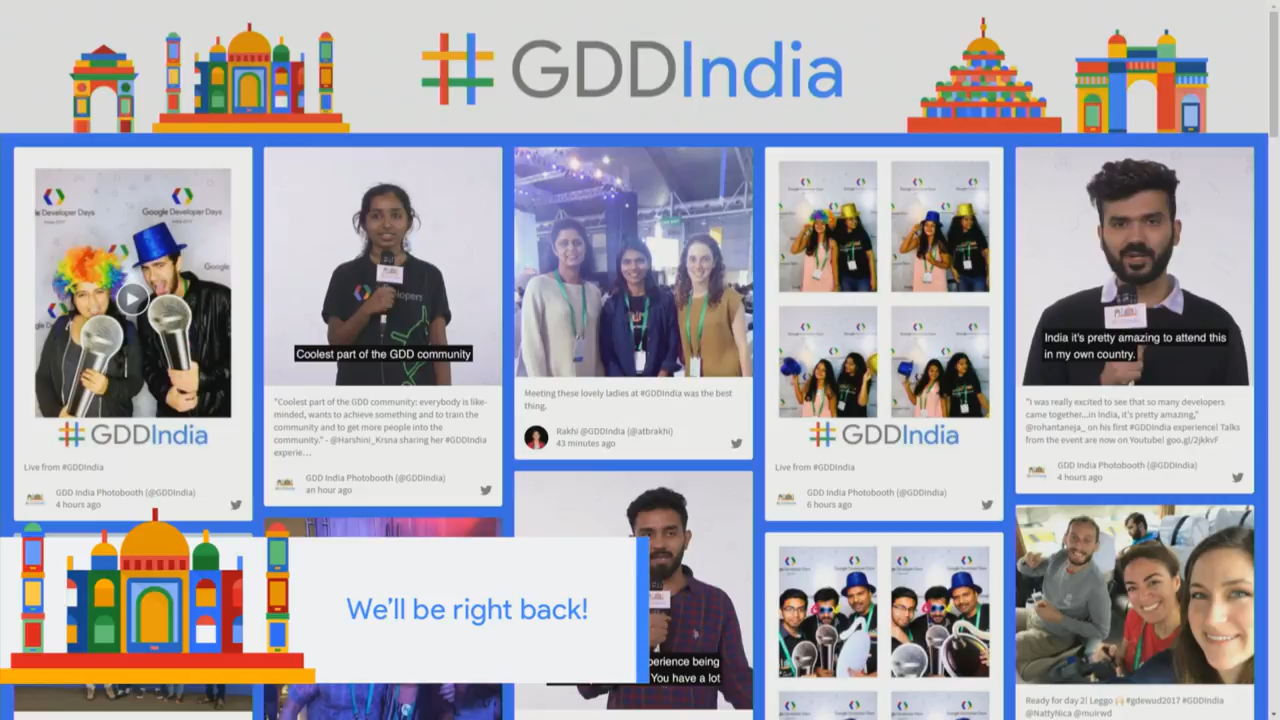 #GDDIndia
Google Developer Days
India 2017
#GDDIndia
Live from #GDDIndia
GDD India Photobooth (@GDDIndia)
4 hours ago
Coolest part of the GDD community
"Coolest part of the GDD community: everybody is like-
minded, wants to achieve something and to train the
community and to get more people into the
community." - @Harshini_Krsna sharing her #GDDIndia
experie...
GDD India Photobooth (@GDDIndia)
an hour ago
Meeting these lovely ladies at #GDDIndia was the best
thing.
Rakhi @GDDIndia (@atbrakhi)
43 minutes ago
#GDDIndia
Live from #GDDIndia
GDD India Photobooth (@GDDIndia)
6 hours ago
India it's pretty amazing to attend this
in my own country.
"I was really excited to see that so many developers
came together...in India, it's pretty amazing,"
@rohantaneja_ on his first #GDDIndia experience! Talks
from the event are now on Youtube! goo.gl/2jkkvF
GDD India Photobooth (@GDDIndia)
4 hours ago
We'll be right back!
perience being
You have a lot
Ready for day 2! Leggo #gdewud2017 #GDDIndia
@NattyNica @muirwd